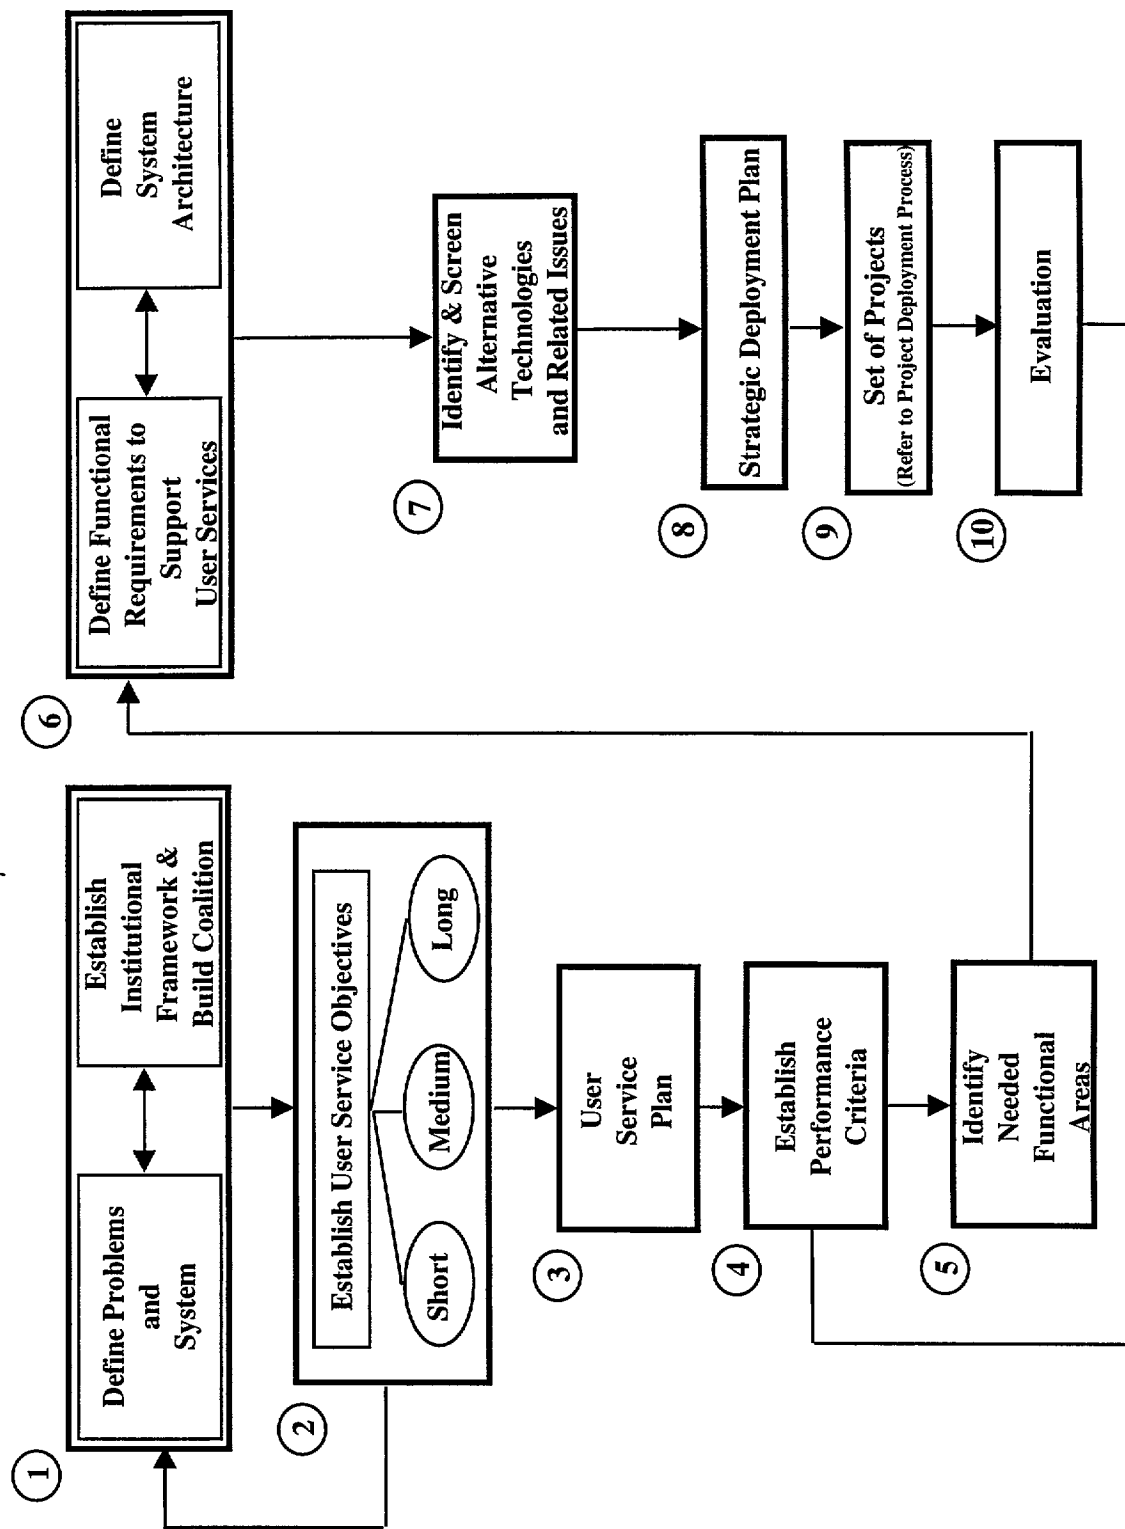 1
Define Problems
and
System
Establish
Institutional
Framework &
Build Coalition
2
Establish User Service Objectives
Short
Medium
Long
3
User
Service
Plan
4
Establish
Performance
Criteria
5
Identify
Needed
Functional
Areas
6
Define Functional
Requirements to
Support
User Services
Define
System
Architecture
7
Identify & Screen
Alternative
Technologies
and Related Issues
8
Strategic Deployment Plan
9
Set of Projects
(Refer to Project Deployment Process)
10
Evaluation